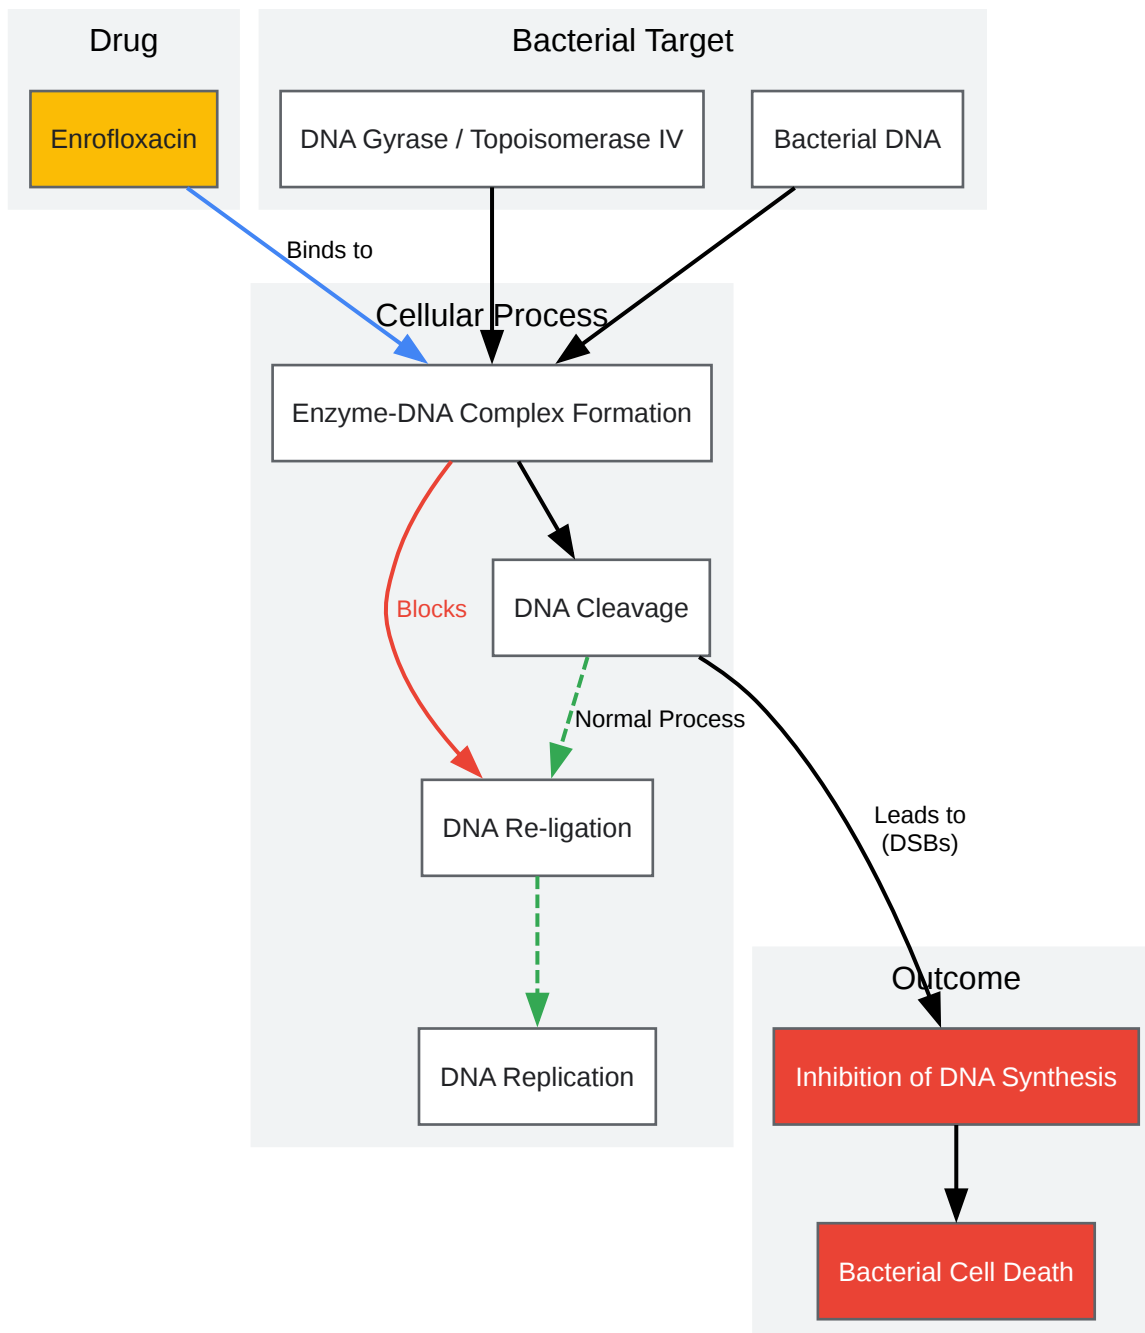 Drug
Bacterial Target
Enrofloxacin
DNA Gyrase / Topoisomerase IV
Bacterial DNA
Binds to
Cellular Process
Enzyme-DNA Complex Formation
Blocks
DNA Cleavage
Normal Process
DNA Re-ligation
Leads to
(DSBs)
DNA Replication
Outcome
Inhibition of DNA Synthesis
Bacterial Cell Death